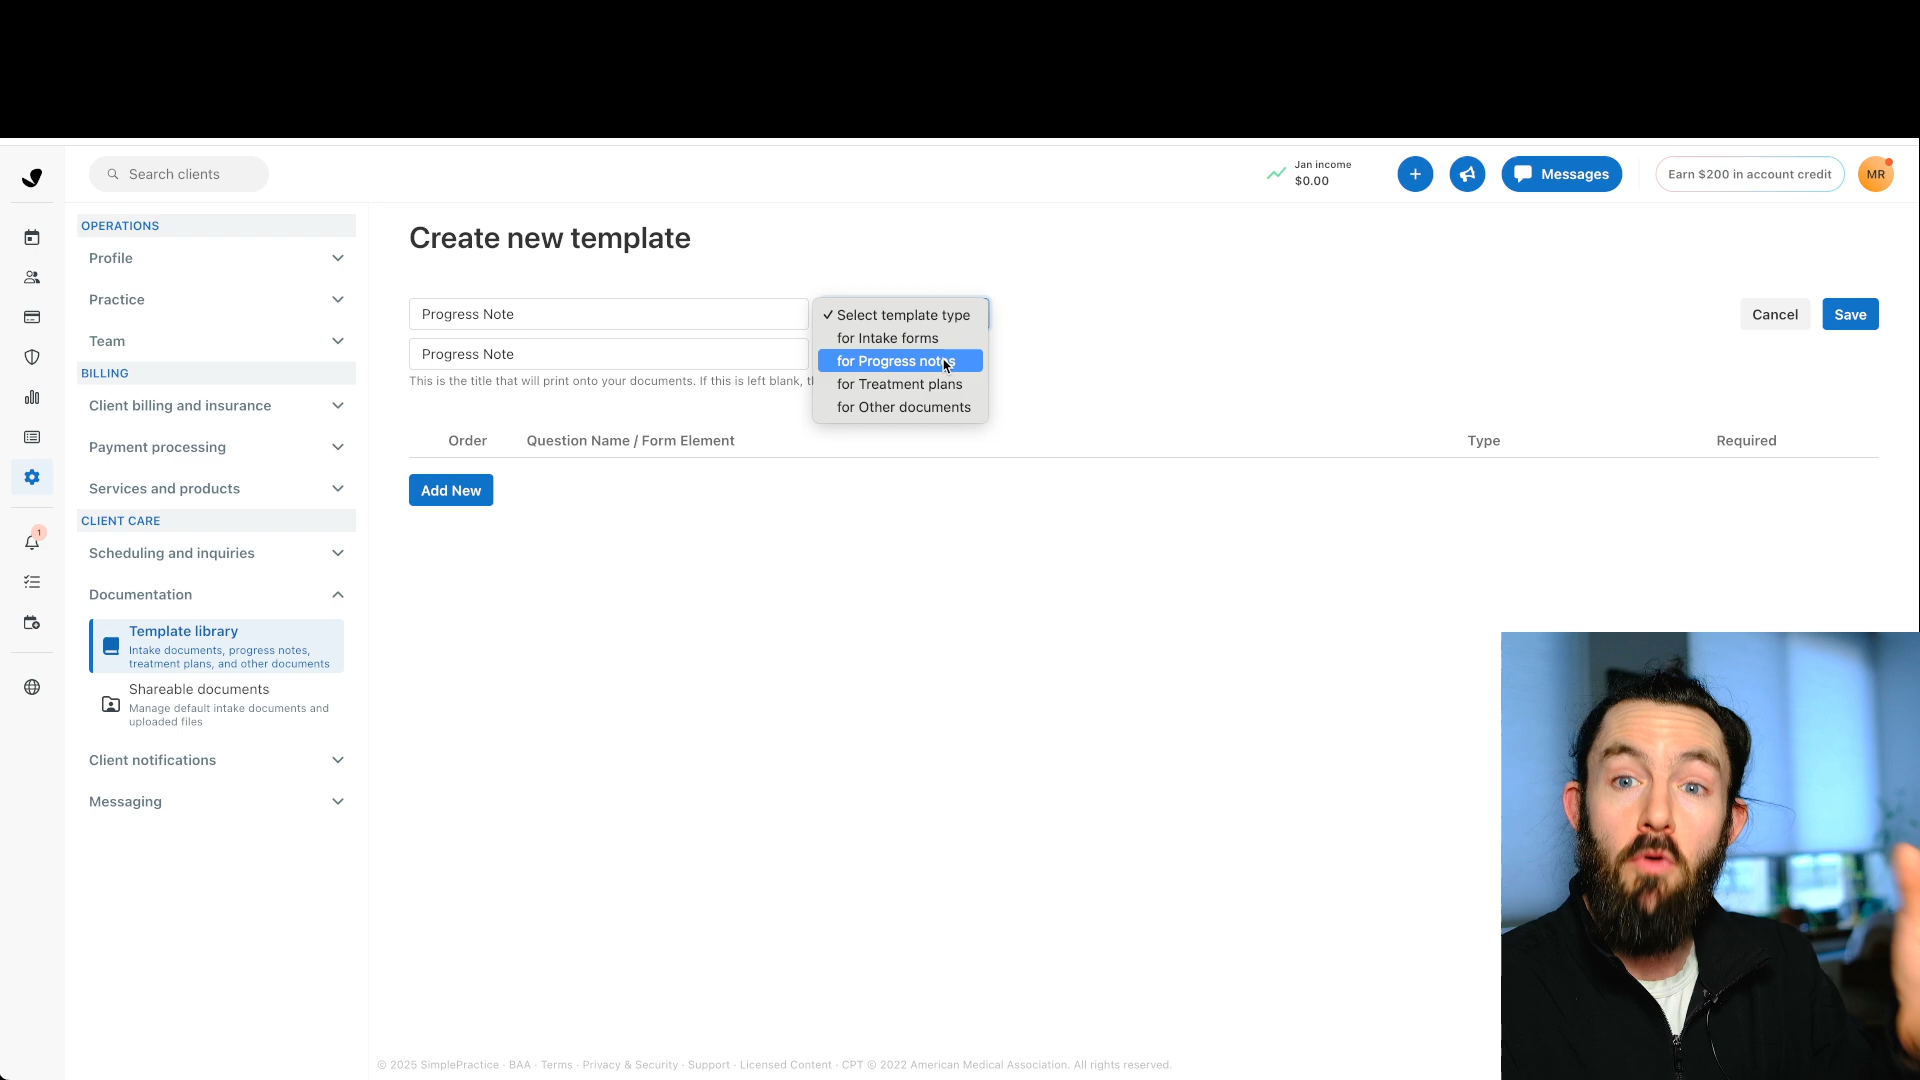 Search clients
Jan income
$0.00
+
Messages
Earn $200 in account credit
MR
OPERATIONS
Profile
Practice
Team
BILLING
Client billing and insurance
Payment processing
Services and products
CLIENT CARE
Scheduling and inquiries
1
Documentation
Template library
Intake documents, progress notes,
treatment plans, and other documents
Shareable documents
Manage default intake documents and
uploaded files
Client notifications
Messaging
Create new template
Progress Note
✓ Select template type
for Intake forms
for Progress notes
for Treatment plans
for Other documents
Cancel
Save
Progress Note
This is the title that will print onto your documents. If this is left blank,
Order
Question Name / Form Element
Type
Required
Add New
© 2025 SimplePractice · BAA · Terms · Privacy & Security · Support · Licensed Content · CPT © 2022 American Medical Association. All rights reserved.